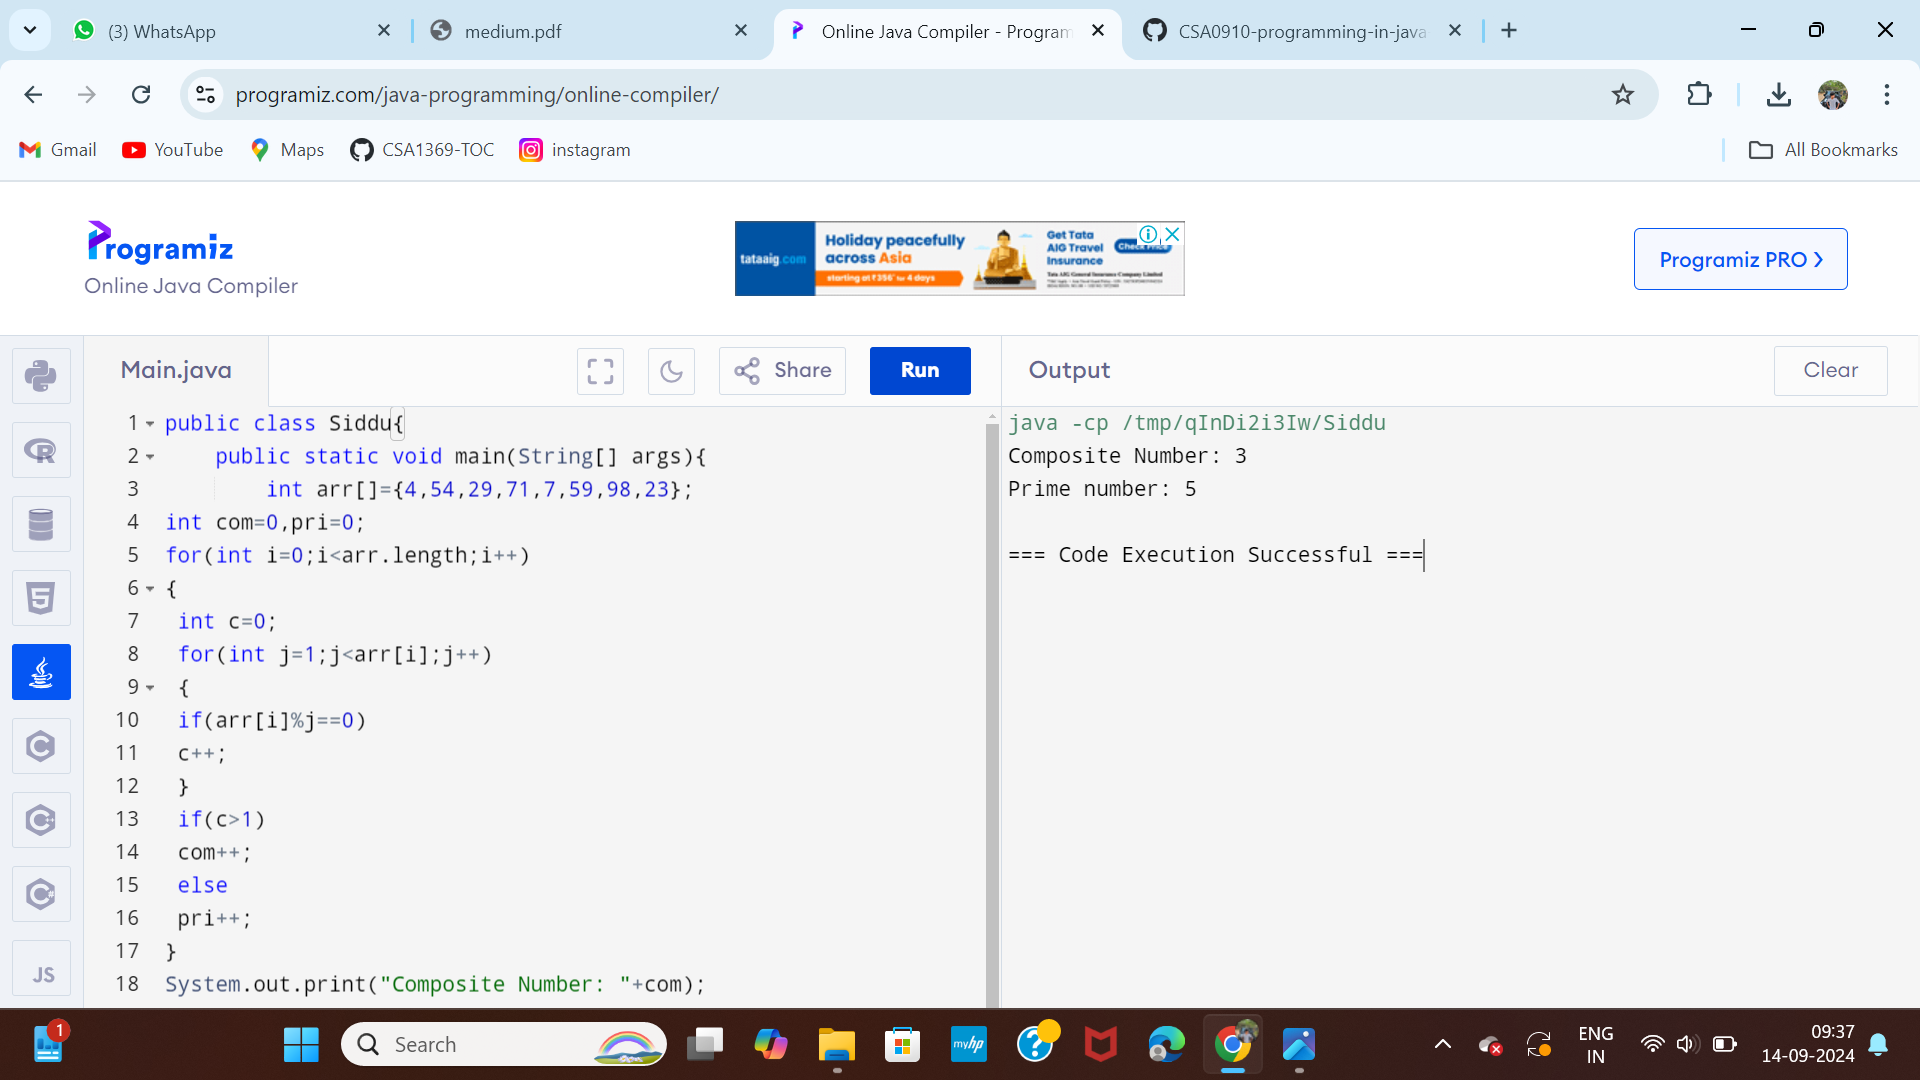 (3) WhatsApp
medium.pdf
Online Java Compiler - Program
CSA0910-programming-in-java
programiz.com/java-programming/online-compiler/
Gmail
YouTube
Maps
CSA1369-TOC
instagram
All Bookmarks
Programiz
Online Java Compiler
tataaig.com
Holiday peacefully
across Asia
starting at ₹356* for 4 days
Get Tata
AIG Travel
Insurance
Programiz PRO ❯
Main.java
Share
Run
Output
Clear
1 public class Siddu{
2 public static void main(String[] args){
3 int arr[]={4,54,29,71,7,59,98,23};
4 int com=0,pri=0;
5 for(int i=0;i<arr.length;i++)
6 {
7 int c=0;
8 for(int j=1;j<arr[i];j++)
9 {
10 if(arr[i]%j==0)
11 c++;
12 }
13 if(c>1)
14 com++;
15 else
16 pri++;
17 }
18 System.out.print("Composite Number: "+com);
java -cp /tmp/qInDi2i3Iw/Siddu
Composite Number: 3
Prime number: 5
=== Code Execution Successful ===
JS
1
Search
myhp
ENG
IN
09:37
14-09-2024